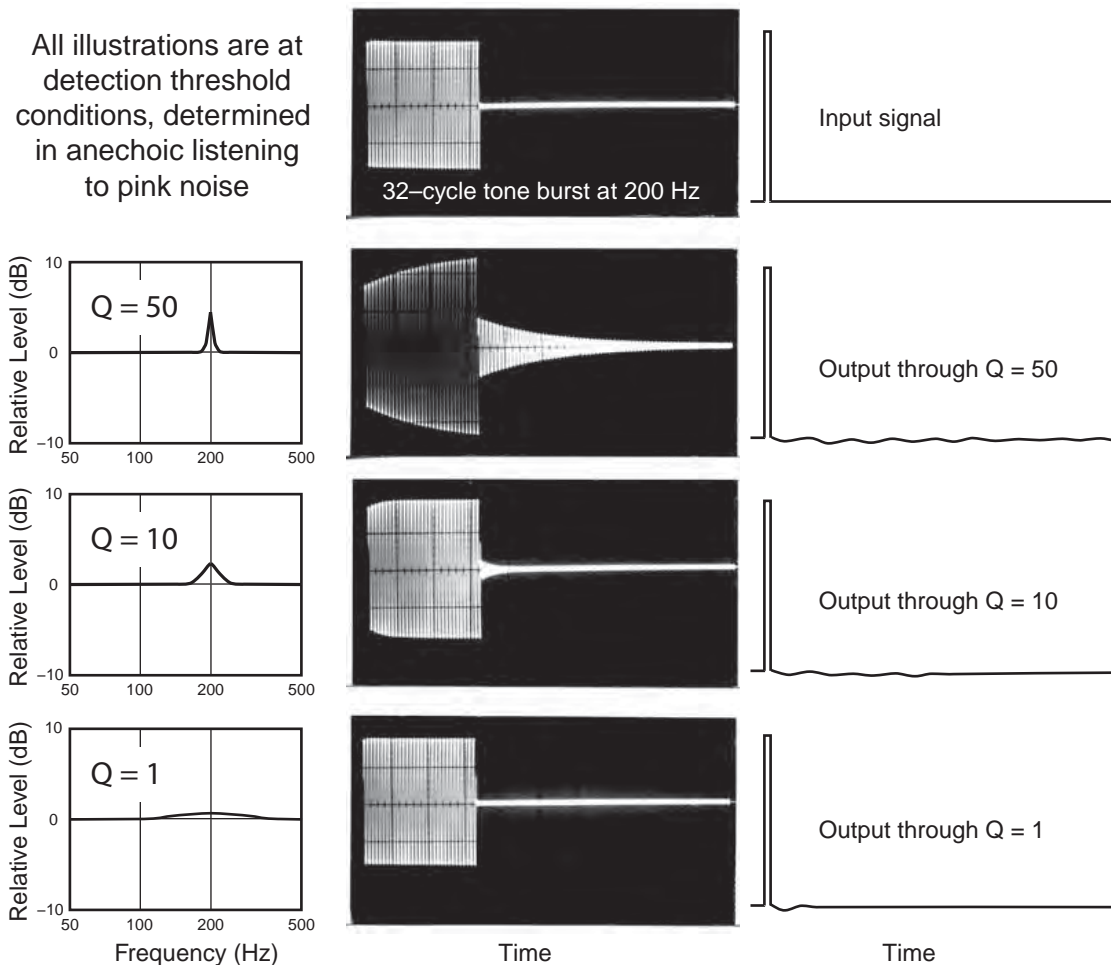 All illustrations are at
detection threshold
conditions, determined
in anechoic listening
to pink noise
32–cycle tone burst at 200 Hz
Input signal
Relative Level (dB)
10
0
–10
Q = 50
50
100
200
500
Output through Q = 50
Relative Level (dB)
10
0
–10
Q = 10
50
100
200
500
Output through Q = 10
Relative Level (dB)
10
0
–10
Q = 1
50
100
200
500
Output through Q = 1
Frequency (Hz)
Time
Time